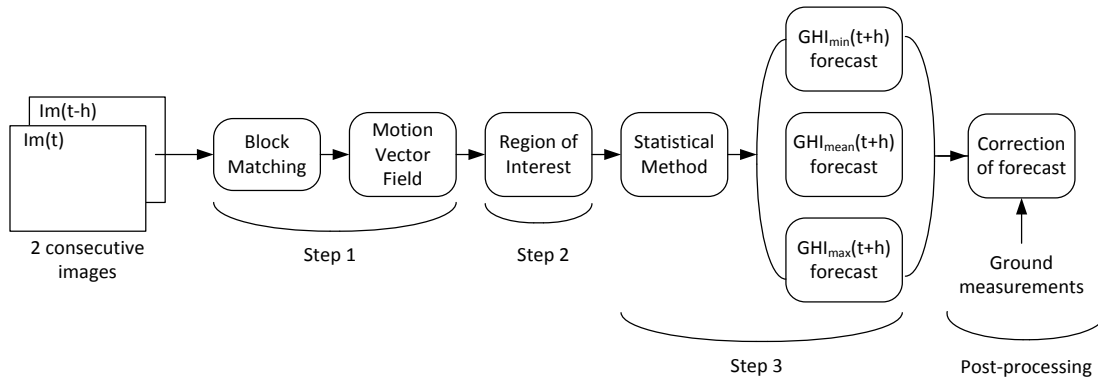 Im(t-h)
Im(t)
2 consecutive
images
Block
Matching
Motion
Vector
Field
Step 1
Region of
Interest
Step 2
Statistical
Method
GHImin(t+h)
forecast
GHImean(t+h)
forecast
GHImax(t+h)
forecast
Step 3
Correction
of forecast
Ground
measurements
Post-processing